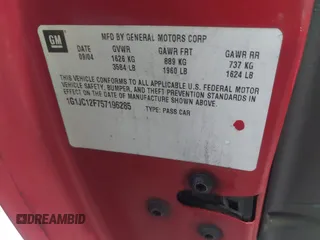 GM
MFD BY GENERAL MOTORS CORP
DATE GVWR GAWR FRT GAWR RR
09/04 1626 KG 889 KG 737 KG
3584 LB 1960 LB 1624 LB
THIS VEHICLE CONFORMS TO ALL APPLICABLE U.S. FEDERAL MOTOR
VEHICLE SAFETY, BUMPER, AND THEFT PREVENTION STANDARDS IN
EFFECT ON THE DATE OF MANUFACTURE SHOWN ABOVE.
1G1JC12F757196285 TYPE: PASS CAR
DREAMBID